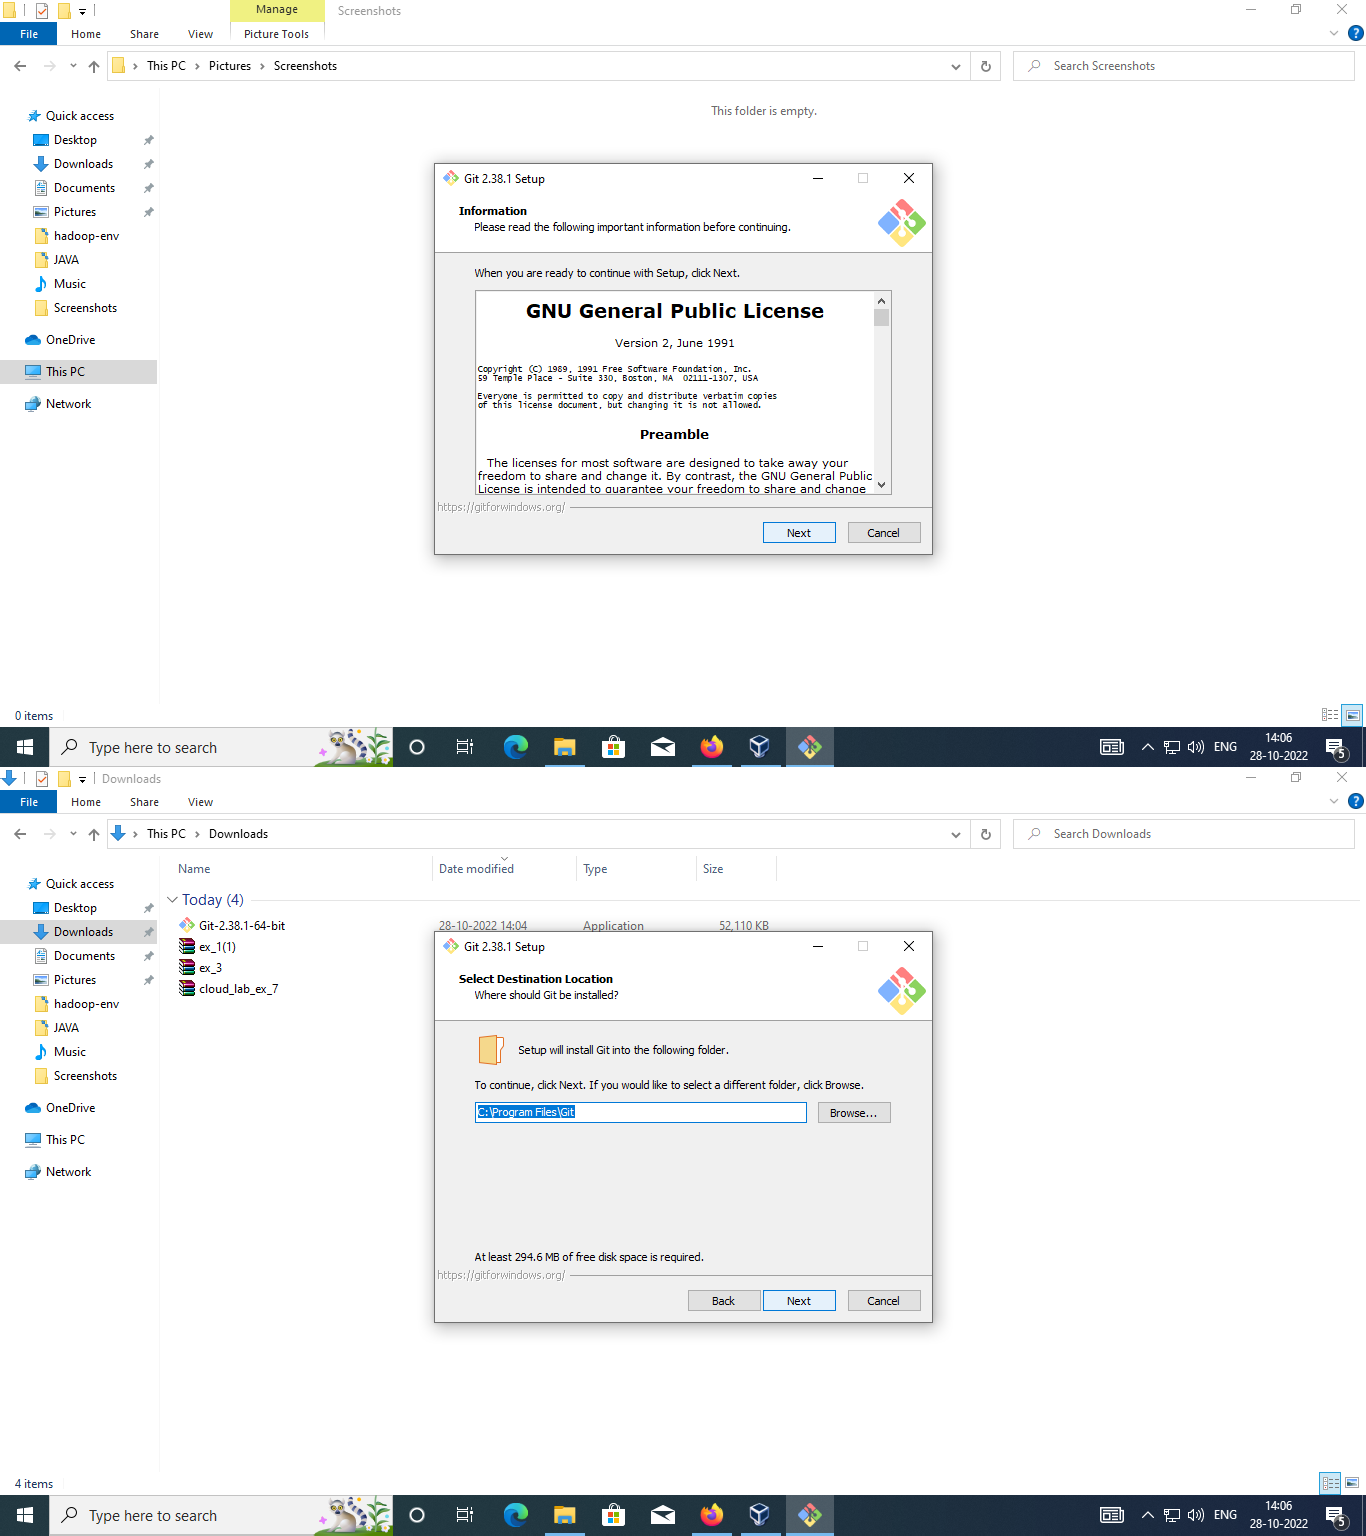 Manage
Screenshots
File
Home
Share
View
Picture Tools
This PC > Pictures > Screenshots
Search Screenshots
Quick access
Desktop
Downloads
Documents
Pictures
hadoop-env
JAVA
Music
Screenshots
OneDrive
This PC
Network
This folder is empty.
Git 2.38.1 Setup
Information
Please read the following important information before continuing.
When you are ready to continue with Setup, click Next.
GNU General Public License
Version 2, June 1991
Copyright (C) 1989, 1991 Free Software Foundation, Inc.
59 Temple Place - Suite 330, Boston, MA  02111-1307, USA
Everyone is permitted to copy and distribute verbatim copies
of this license document, but changing it is not allowed.
Preamble
The licenses for most software are designed to take away your
freedom to share and change it. By contrast, the GNU General Public
License is intended to guarantee your freedom to share and change
https://gitforwindows.org/
Next
Cancel
0 items
Type here to search
ENG
14:06
28-10-2022
5
Downloads
File
Home
Share
View
This PC > Downloads
Search Downloads
Quick access
Desktop
Downloads
Documents
Pictures
hadoop-env
JAVA
Music
Screenshots
OneDrive
This PC
Network
Name
Date modified
Type
Size
Today (4)
Git-2.38.1-64-bit
28-10-2022 14:04
Application
52,110 KB
ex_1(1)
ex_3
cloud_lab_ex_7
Git 2.38.1 Setup
Select Destination Location
Where should Git be installed?
Setup will install Git into the following folder.
To continue, click Next. If you would like to select a different folder, click Browse.
C:\Program Files\Git
Browse...
At least 294.6 MB of free disk space is required.
https://gitforwindows.org/
Back
Next
Cancel
4 items
Type here to search
ENG
14:06
28-10-2022
5